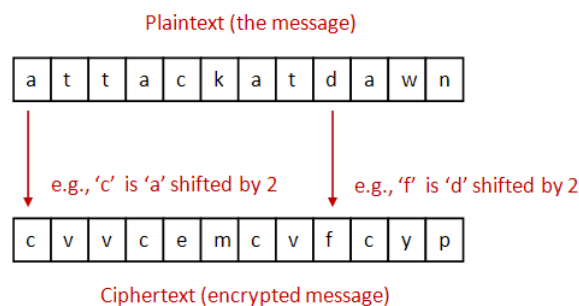 Plaintext (the message)
a t t a c k a t d a w n
e.g., ‘c’ is ‘a’ shifted by 2 e.g., ‘f’ is ‘d’ shifted by 2
c v v c e m c v f c y p
Ciphertext (encrypted message)